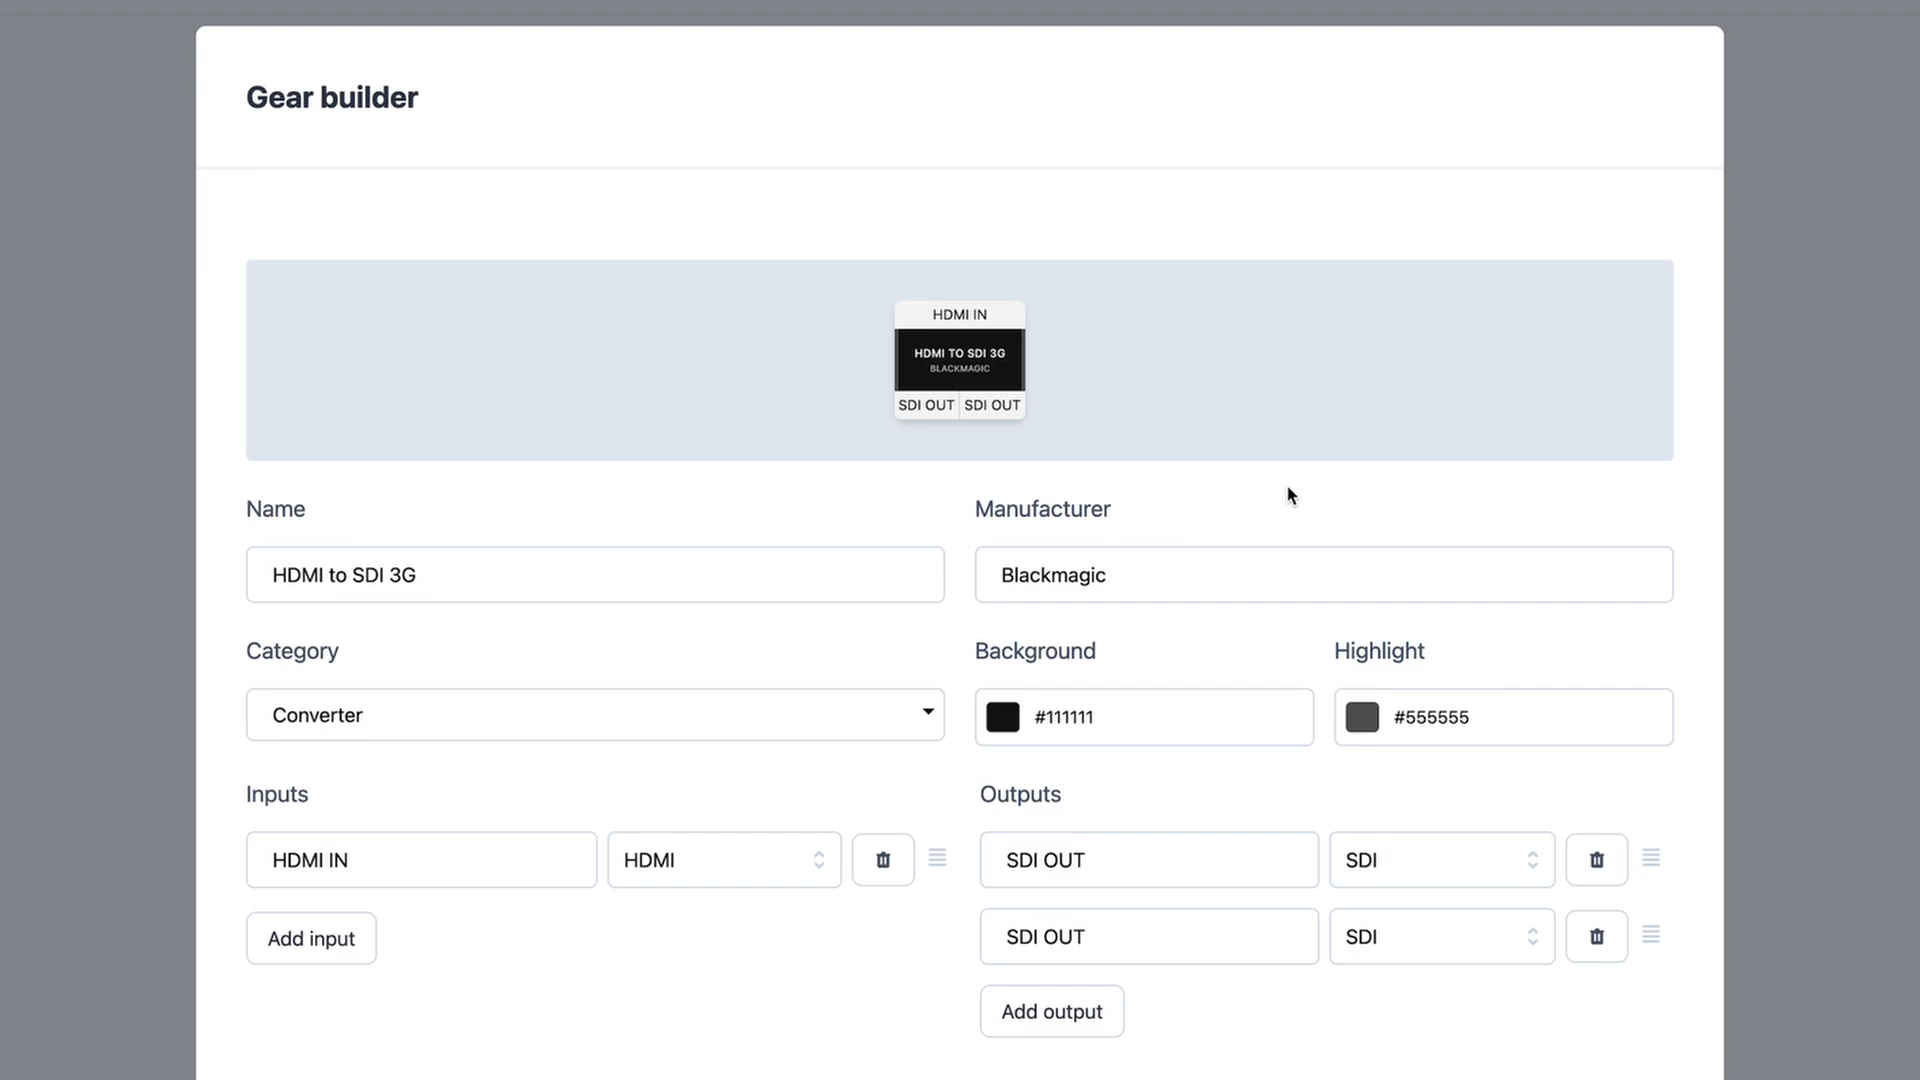 Gear builder
HDMI IN
HDMI TO SDI 3G
BLACKMAGIC
SDI OUT SDI OUT
Name Manufacturer
HDMI to SDI 3G Blackmagic
Category Background Highlight
Converter #111111 #555555
Inputs Outputs
HDMI IN HDMI SDI OUT SDI
SDI OUT SDI
Add input
Add output